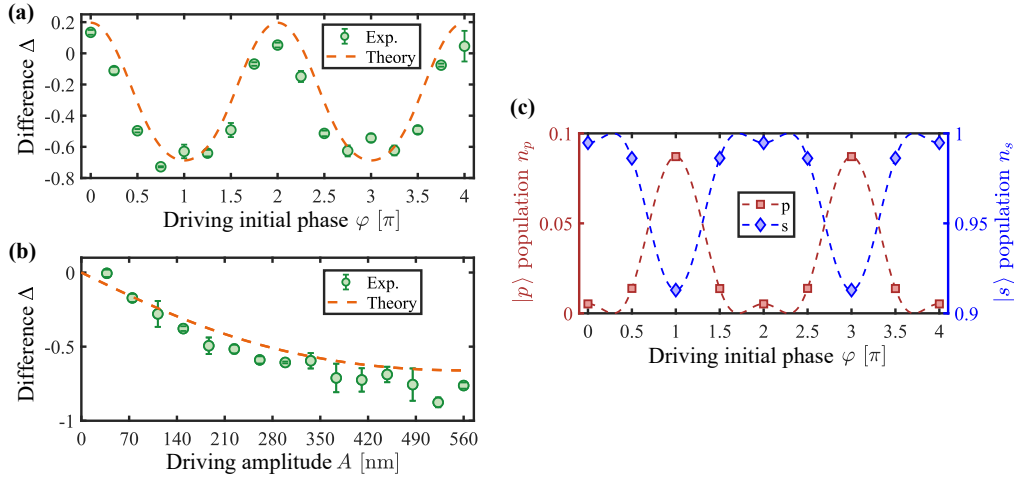 (a)
0.2
0
-0.2
-0.4
-0.6
-0.8
Difference Δ
Exp.
Theory
0 0.5 1 1.5 2 2.5 3 3.5 4
Driving initial phase φ [π]
(b)
0
-0.5
-1
Difference Δ
Exp.
Theory
0 70 140 210 280 350 420 490 560
Driving amplitude A [nm]
(c)
0.1
0.05
0
|p⟩ population n_p
p
s
1
0.95
0.9
|s⟩ population n_s
0 0.5 1 1.5 2 2.5 3 3.5 4
Driving initial phase φ [π]